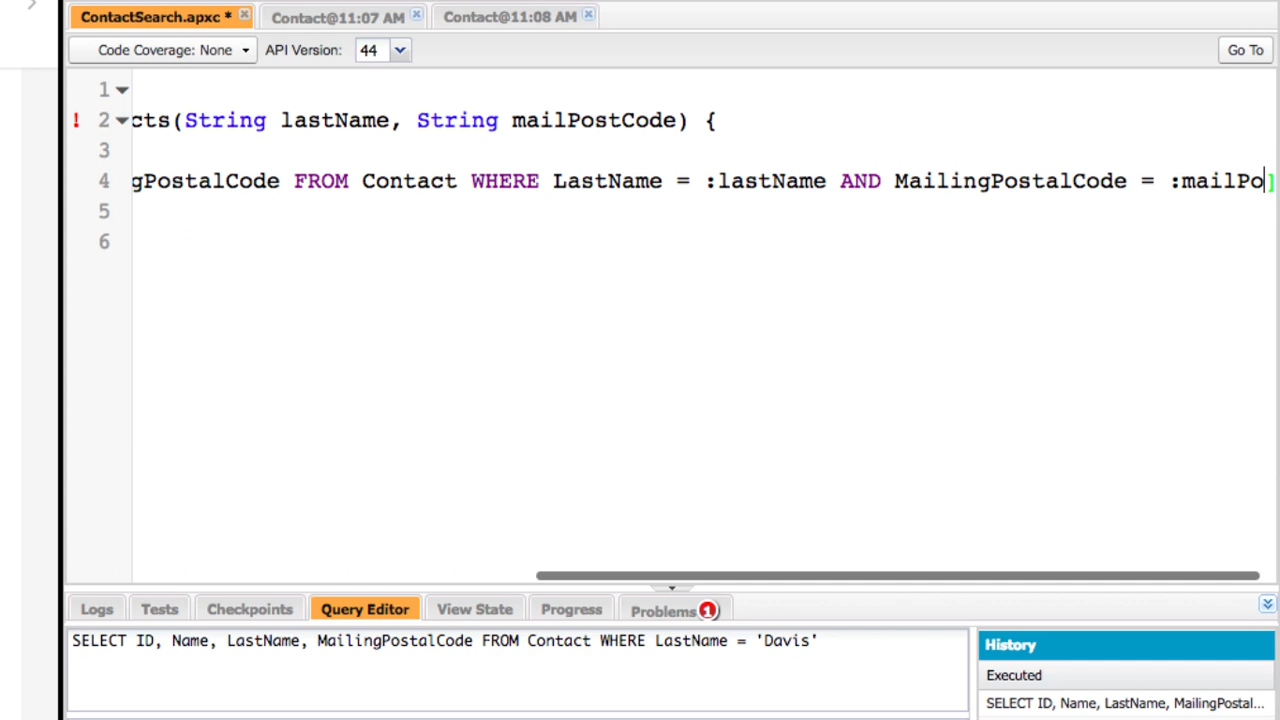 ContactSearch.apxc * Contact@11:07 AM Contact@11:08 AM
Code Coverage: None API Version: 44 Go To
1
! 2 cts(String lastName, String mailPostCode) {
3
4 gPostalCode FROM Contact WHERE LastName = :lastName AND MailingPostalCode = :mailPo]
5
6
Logs Tests Checkpoints Query Editor View State Progress Problems 1
SELECT ID, Name, LastName, MailingPostalCode FROM Contact WHERE LastName = 'Davis'
History
Executed
SELECT ID, Name, LastName, MailingPostal...